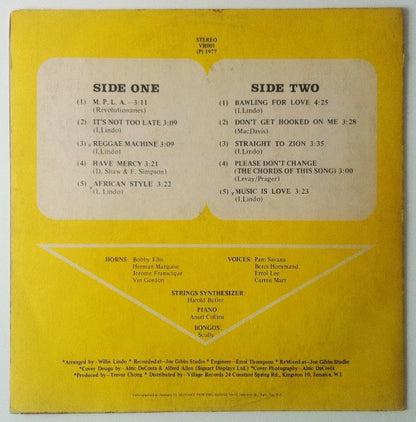 STEREO
VR001
(P) 1977
SIDE ONE
(1) M. P. L. A.—3:11
(Revolutionaries)
(2) IT'S NOT TOO LATE 3:09
(I,Lindo)
(3) REGGAE MACHINE 3:09
(I,Lindo)
(4) HAVE MERCY 3:21
(D. Shaw & F. Simpson)
(5) AFRICAN STYLE 3:22
(I. Lindo)
SIDE TWO
(1) BAWLING FOR LOVE 4:25
(I.Lindo)
(2) DON'T GET HOOKED ON ME 3:28
(MacDavis)
(3) STRAIGHT TO ZION 3:35
(I.Lindo)
(4) PLEASE DON'T CHANGE
(THE CHORDS OF THIS SONG) 3:00
(Levay/Prager)
(5) MUSIC IS LOVE 3:23
(I.Lindo)
HORNS: Bobby Ellis
Herman Marquise
Jerome Francique
Van Gordon
VOICES: Pam Savana
Beres Hommand
Errol Lee
Carren Marr
STRINGS SYNTHESIZER:
Harold Butler
PIANO:
Ansel Collins
BONGOS:
Scully
*Arranged by—Willie Lindo * Recorded at—Joe Gibbs Studio * Engineer—Errol Thompson * ReMixed at—Joe Gibbs Studio
*Cover Design by—Alric DaCosta & Alfred Allen (Signart Displays Ltd.) *Cover Photography—Alric DaCosta
*Produced by—Trevor Chong * Distributed by—Village Records 24 Constant Spring Rd., Kingston 10, Jamaica, W.I.